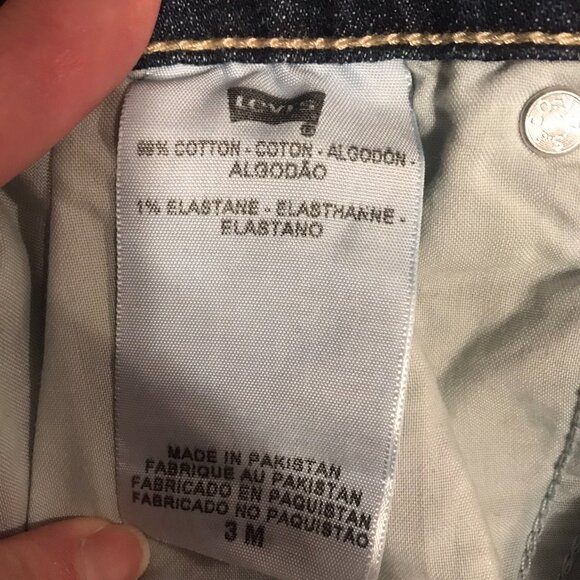 Levi's
®
99% COTTON - COTON - ALGODÓN -
ALGODÃO
1% ELASTANE - ELASTHANNE -
ELASTANO
MADE IN PAKISTAN
FABRIQUE AU PAKISTAN
FABRICADO EN PAQUISTAN
FABRICADO NO PAQUISTÃO
3 M